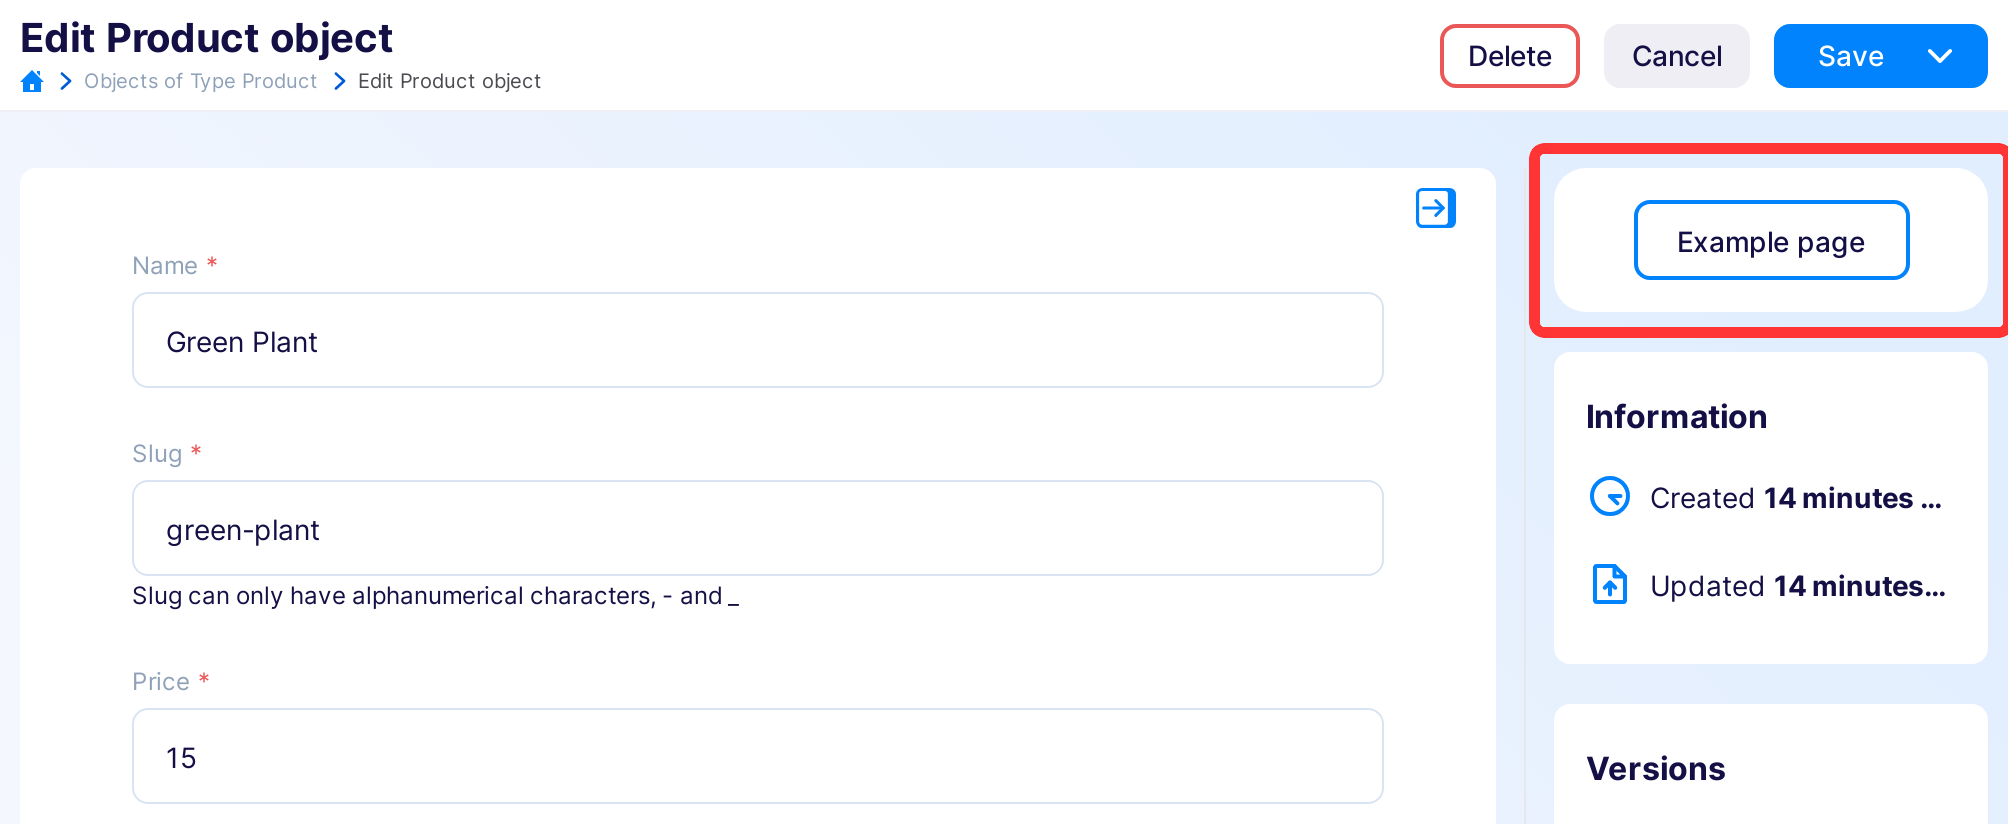 Edit Product object
Objects of Type Product Edit Product object
Delete
Cancel
Save
Name *
Green Plant
Slug *
green-plant
Slug can only have alphanumerical characters, - and _
Price *
15
Example page
Information
Created 14 minutes ...
Updated 14 minutes...
Versions